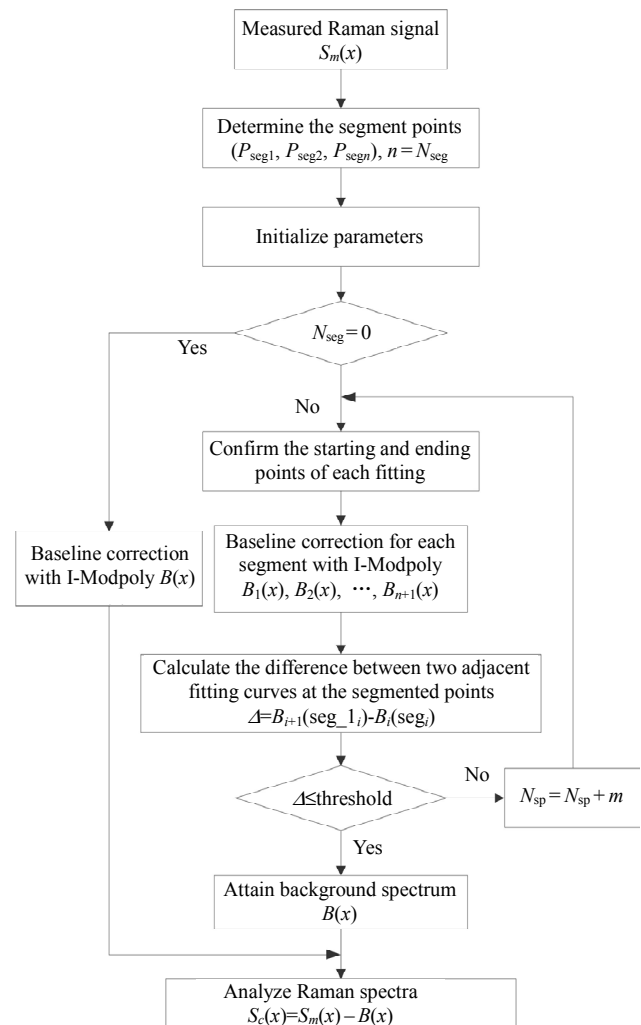 Measured Raman signal
Sm(x)
Determine the segment points
(Pseg1, Pseg2, Psegn), n = Nseg
Initialize parameters
Nseg = 0
Yes
No
Confirm the starting and ending
points of each fitting
Baseline correction
with I-Modpoly B(x)
Baseline correction for each
segment with I-Modpoly
B1(x), B2(x), ⋯, Bn+1(x)
Calculate the difference between two adjacent
fitting curves at the segmented points
Δ=Bi+1(seg_1i)-Bi(segi)
Δ≤threshold
No
Nsp = Nsp + m
Yes
Attain background spectrum
B(x)
Analyze Raman spectra
Sc(x)=Sm(x) – B(x)